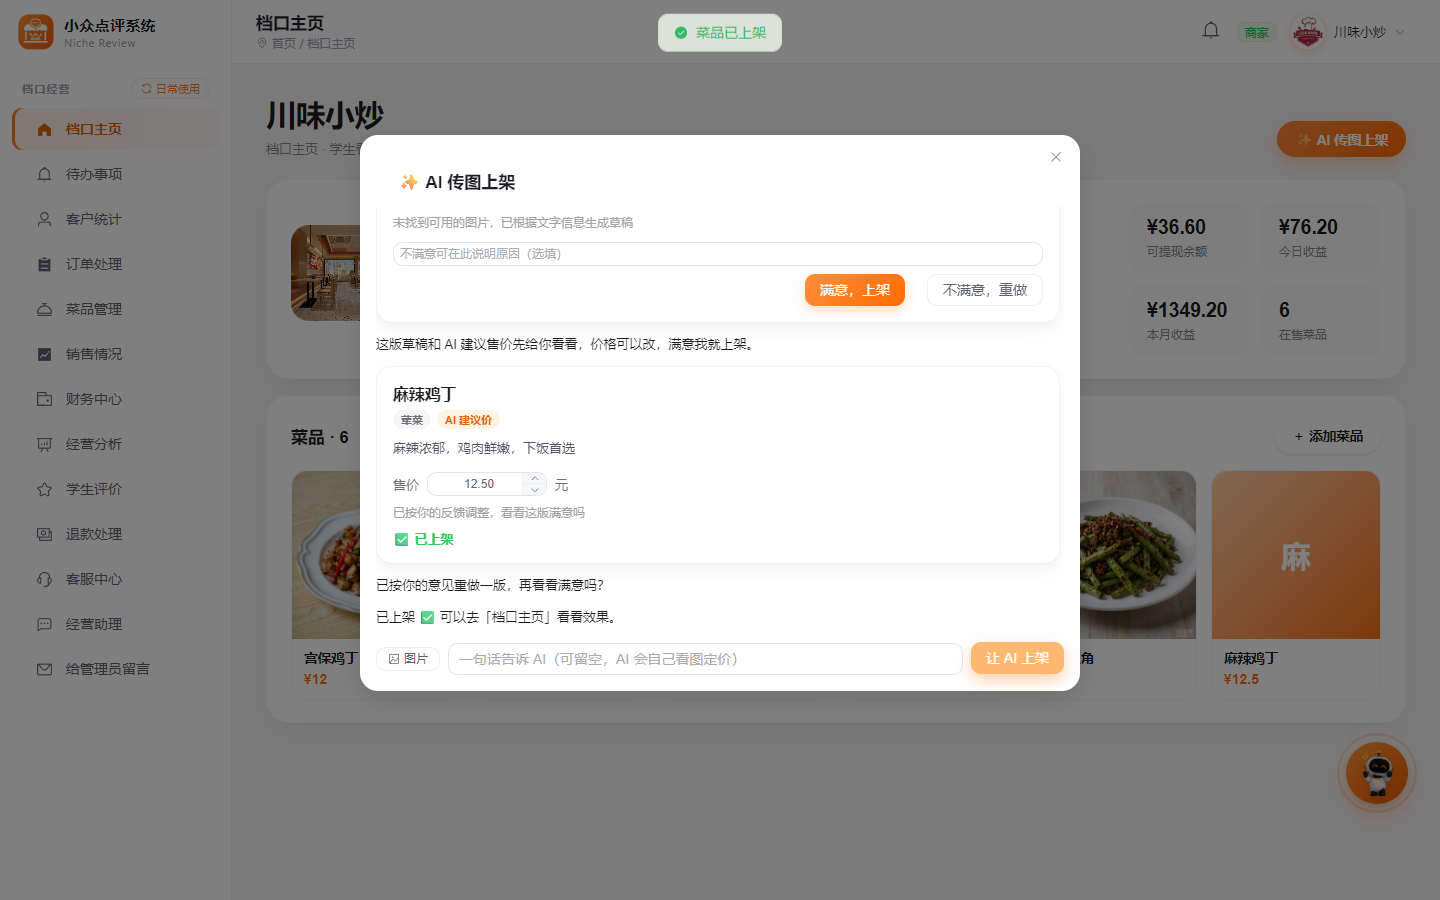 小众点评系统
Niche Review
档口经营
日常使用
档口主页
待办事项
客户统计
订单处理
菜品管理
销售情况
财务中心
经营分析
学生评价
退款处理
客服中心
经营助理
给管理员留言
档口主页
首页 / 档口主页
菜品已上架
商家
川味小炒
川味小炒
档口主页 · 学生
AI 传图上架
¥36.60
可提现余额
¥76.20
今日收益
¥1349.20
本月收益
6
在售菜品
菜品 · 6
+ 添加菜品
宫保鸡丁
¥12
角
麻
麻辣鸡丁
¥12.5
AI 传图上架
未找到可用的图片，已根据文字信息生成草稿
不满意可在此说明原因（选填）
满意，上架
不满意，重做
这版草稿和 AI 建议售价先给你看看，价格可以改，满意我就上架。
麻辣鸡丁
荤菜
AI 建议价
麻辣浓郁，鸡肉鲜嫩，下饭首选
售价 12.50 元
已按你的反馈调整，看看这版满意吗
已上架
已按你的意见重做一版，再看看满意吗？
已上架 ✅ 可以去「档口主页」看看效果。
图片
一句话告诉 AI（可留空，AI 会自己看图定价）
让 AI 上架